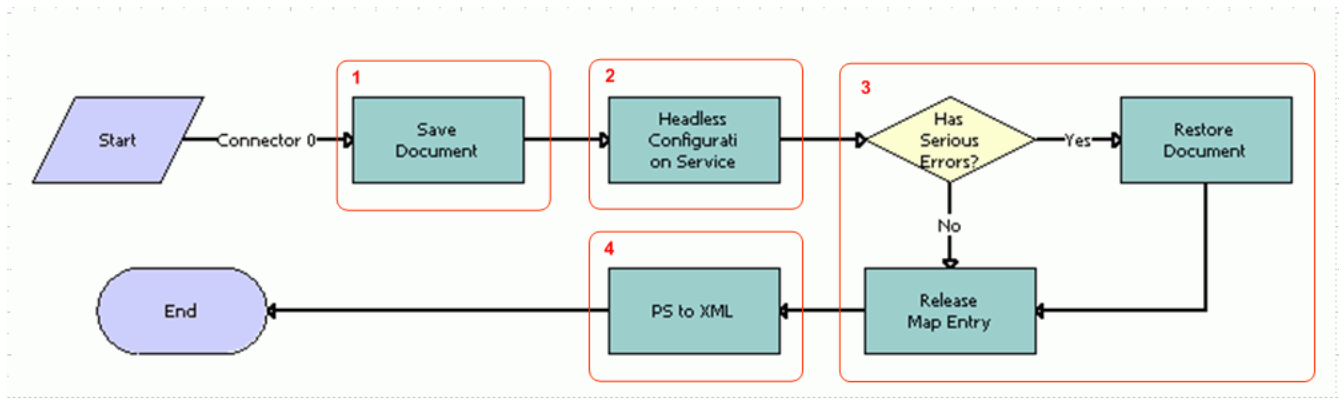 1
2
3
Start
Connector 0
Save
Document
Headless
Configurati
on Service
Has
Serious
Errors?
Yes
Restore
Document
No
4
End
PS to XML
Release
Map Entry